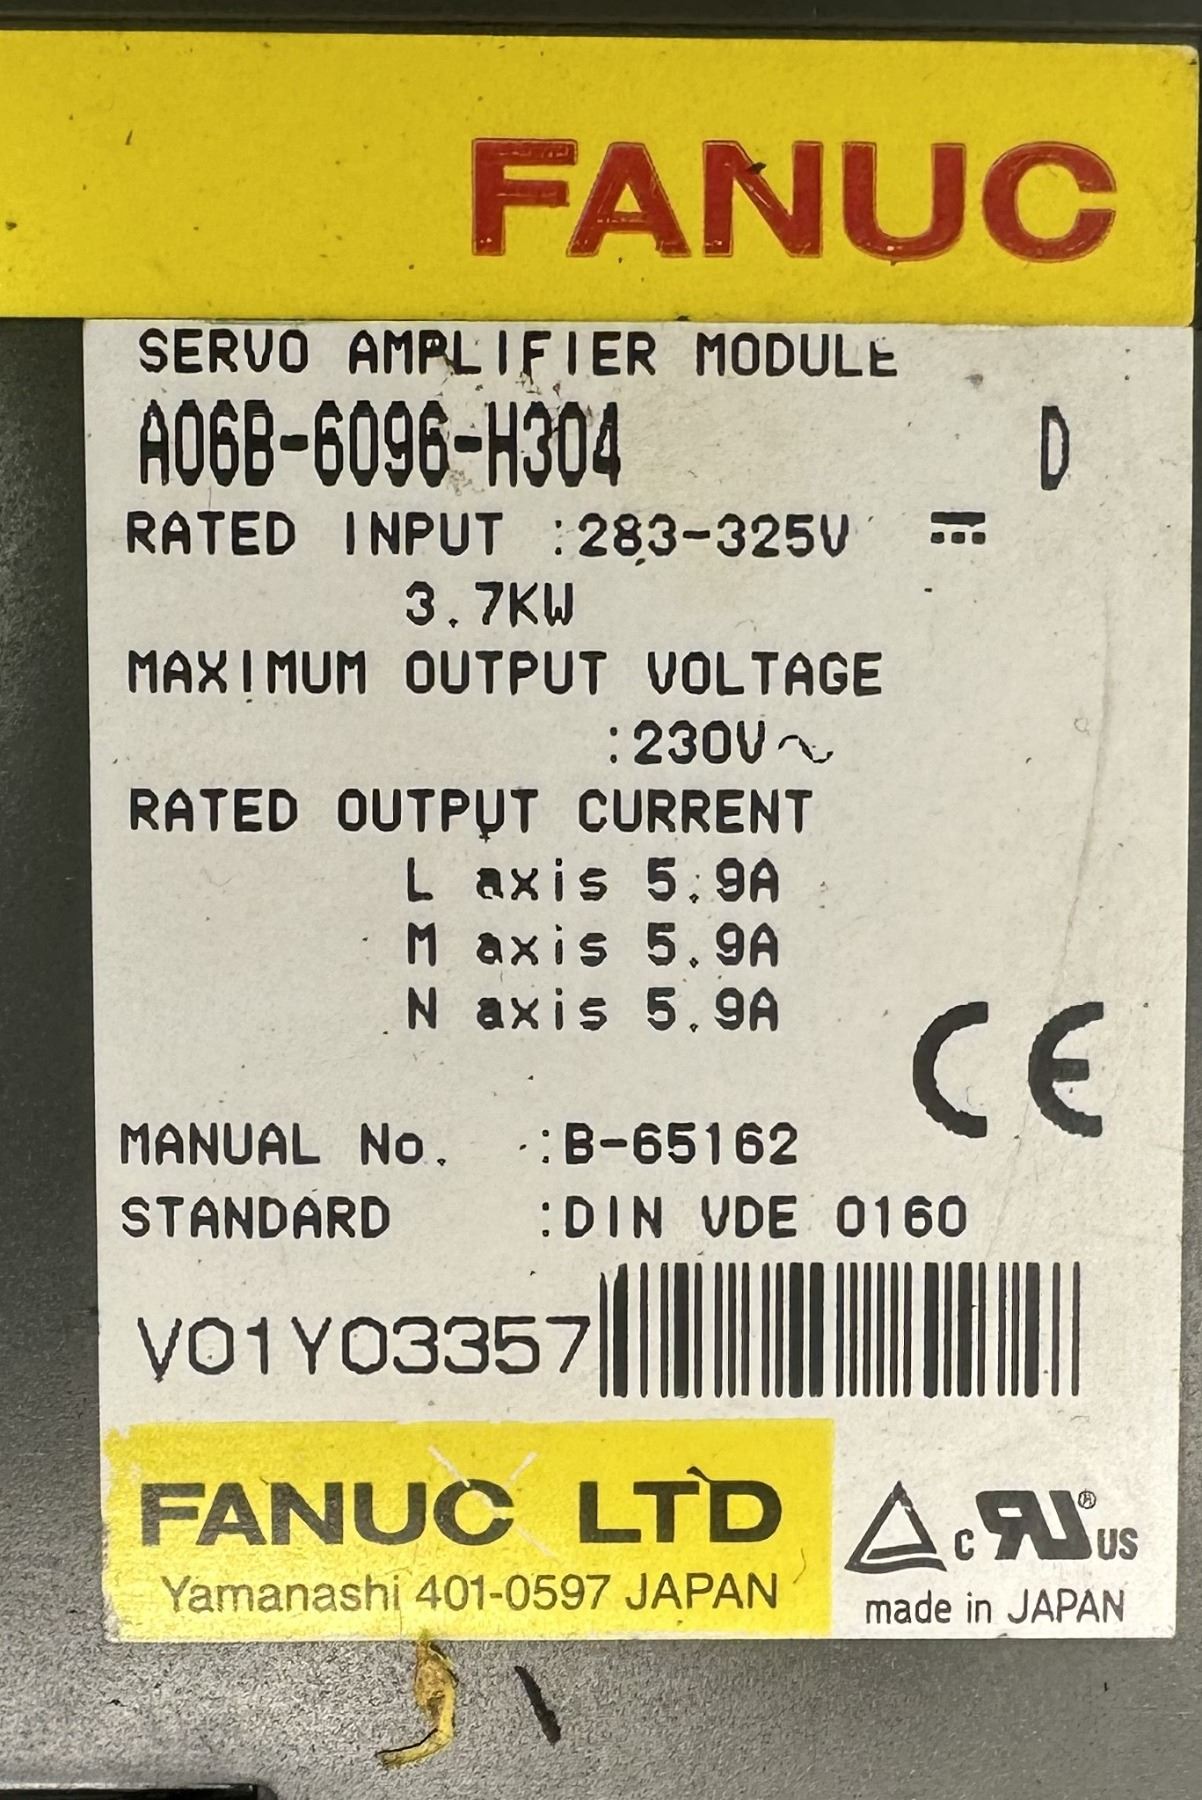 FANUC
SERVO AMPLIFIER MODULE
A06B-6096-H304 D
RATED INPUT :283-325V ⎓
3.7KW
MAXIMUM OUTPUT VOLTAGE
:230V～
RATED OUTPUT CURRENT
L axis 5.9A
M axis 5.9A
N axis 5.9A
CE
MANUAL No. :B-65162
STANDARD :DIN VDE 0160
V01Y03357
FANUC LTD
Yamanashi 401-0597 JAPAN
c RU ® US
made in JAPAN